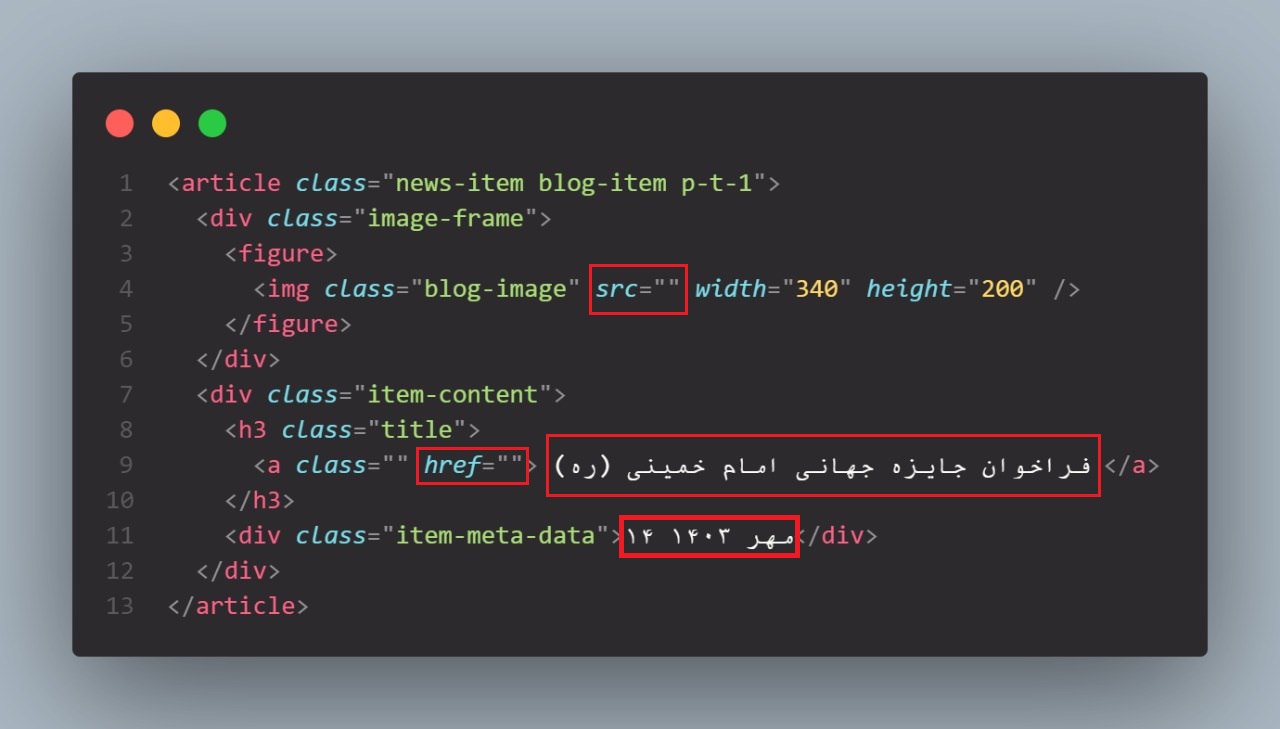 1 <article class="news-item blog-item p-t-1">
2 <div class="image-frame">
3 <figure>
4 <img class="blog-image" src="" width="340" height="200" />
5 </figure>
6 </div>
7 <div class="item-content">
8 <h3 class="title">
9 <a class="" href=""> فراخوان جایزه جهانی امام خمینی (ره) </a>
10 </h3>
11 <div class="item-meta-data">۱۴ مهر ۱۴۰۳</div>
12 </div>
13 </article>